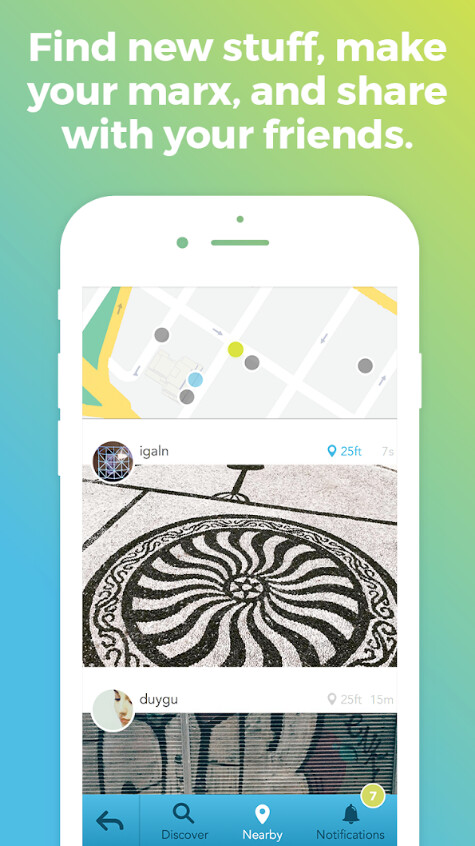 Find new stuff, make
your marx, and share
with your friends.
igaln 25ft 7s
duygu 25ft 15m
7
Discover Nearby Notifications